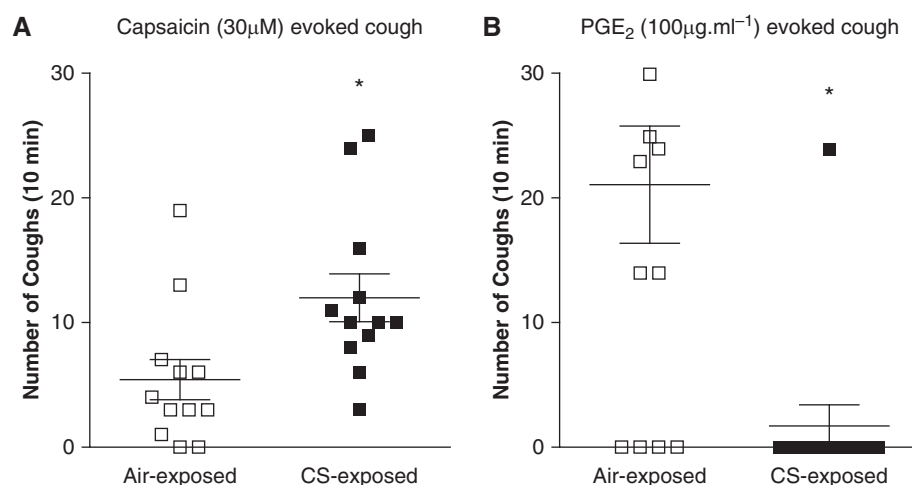 A
Capsaicin (30μM) evoked cough
Number of Coughs (10 min)
30
20
10
0
*
Air-exposed
CS-exposed
B
PGE₂ (100μg.ml⁻¹) evoked cough
Number of Coughs (10 min)
30
20
10
0
*
Air-exposed
CS-exposed